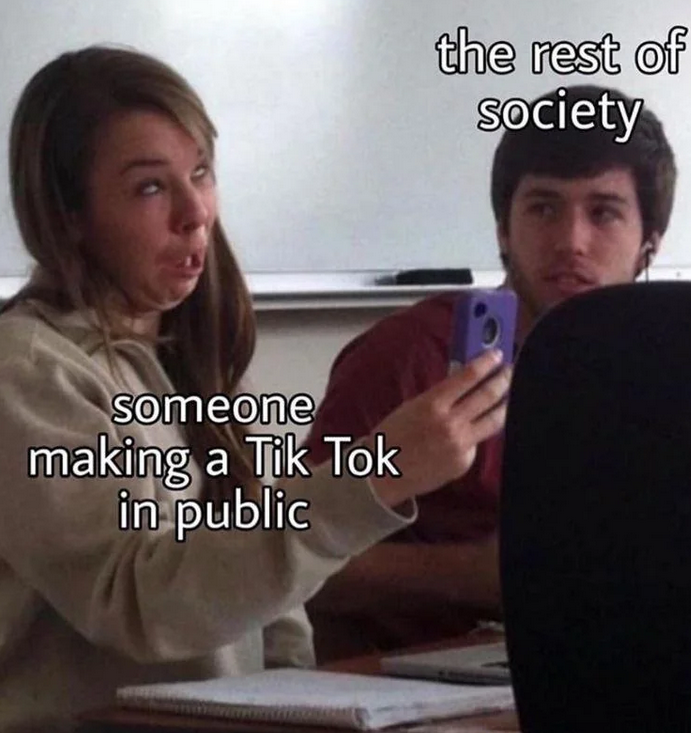 the rest of
society
someone
making a Tik Tok
in public